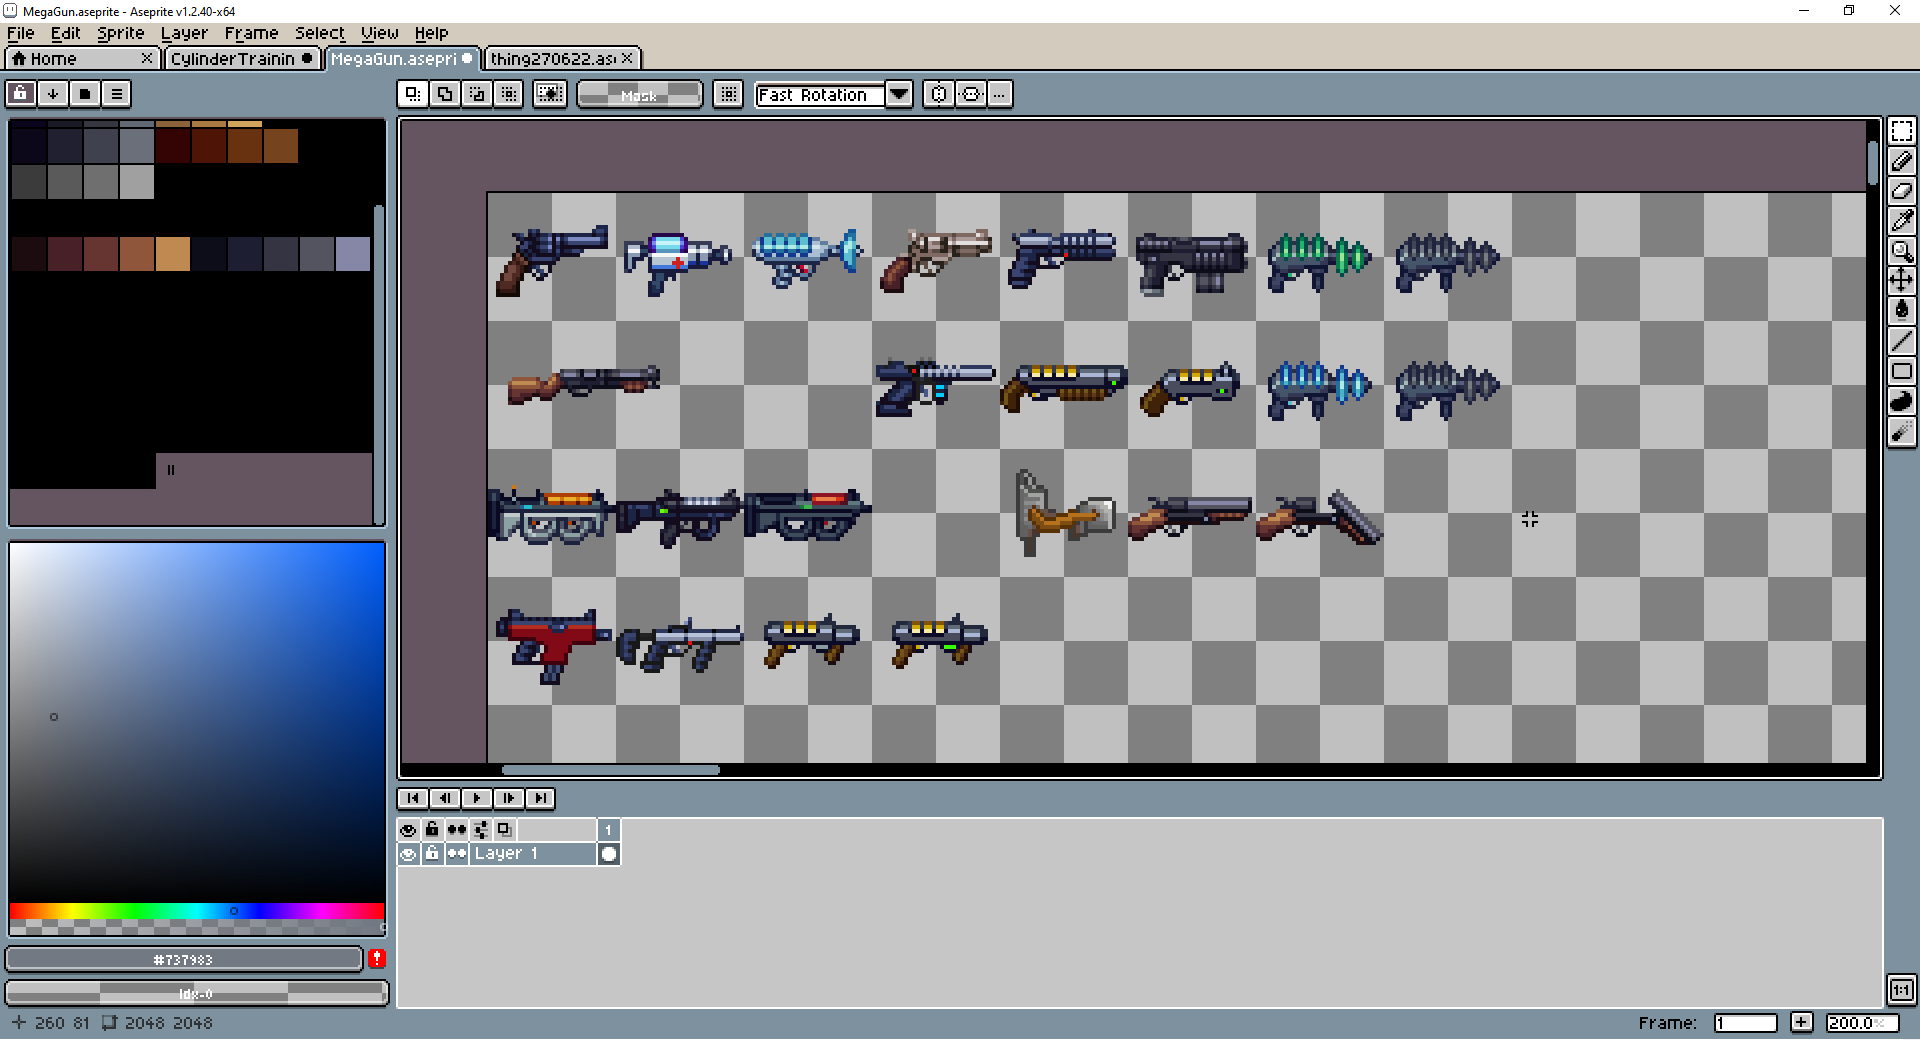 MegaGun.aseprite - Aseprite v1.2.40-x64
File Edit Sprite Layer Frame Select View Help
Home CylinderTrainin MegaGun.asepri thing270622.as
Mask Fast Rotation ...
1
Layer 1
#737983
Idx-0
260 81 2048 2048 Frame: 1 + 200.0%
1:1